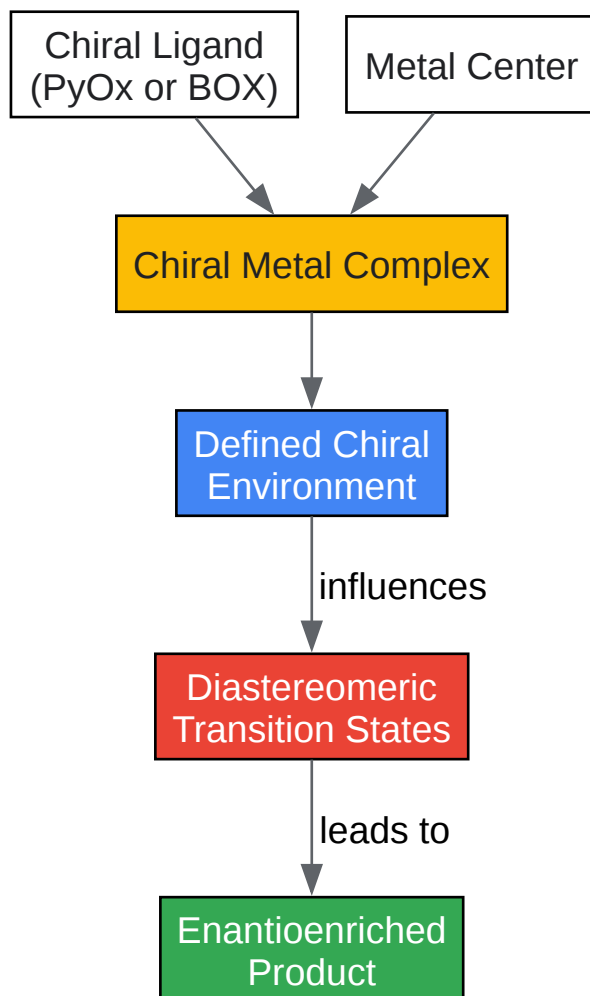 Chiral Ligand
(PyOx or BOX)
Metal Center
Chiral Metal Complex
Defined Chiral
Environment
influences
Diastereomeric
Transition States
leads to
Enantioenriched
Product